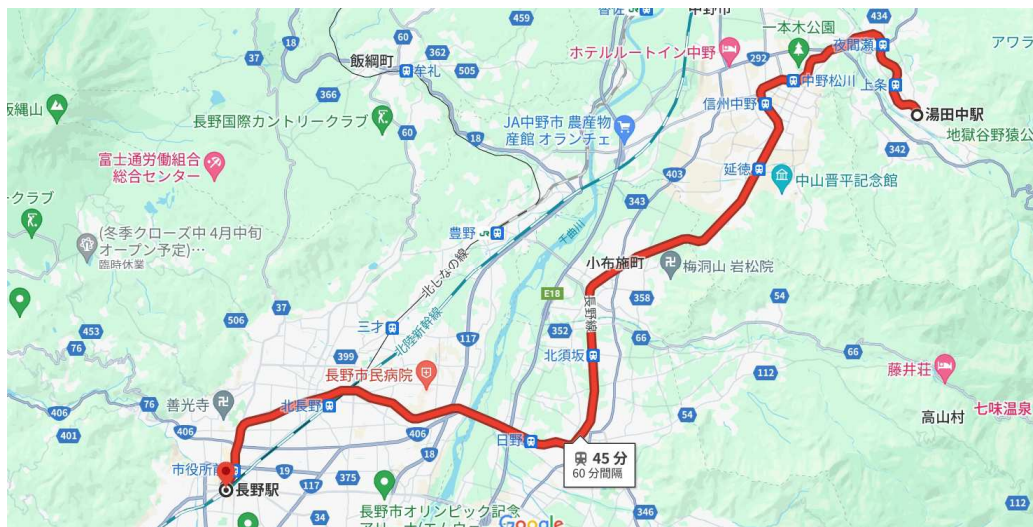 459
中野市
一本木公園
434
夜間瀬
アワラ
ホテルルートイン中野
292
37
18
60
飯綱町
362
牟礼
505
中野松川
上条
信州中野
湯田中駅
366
長野国際カントリークラブ
60
JA中野市 農産物
産館 オランチェ
18
地獄谷野猿公
342
富士通労働組合
総合センター
403
延徳
中山晋平記念館
343
クラブ
(冬季クローズ中 4月中旬
オープン予定)…
臨時休業
豊野
千曲川
北しなの線
小布施町
梅洞山 岩松院
E18
長野線
358
54
37
506
453
76
三才
北陸新幹線
117
352
66
66
399
北須坂
長野市民病院
112
藤井荘
七味温泉
高山村
406
76
善光寺
北長野
54
401
406
406
日野
18
45 分
60 分間隔
市役所前
19
375
長野駅
117
34
長野市オリンピック記念
346
112
Google